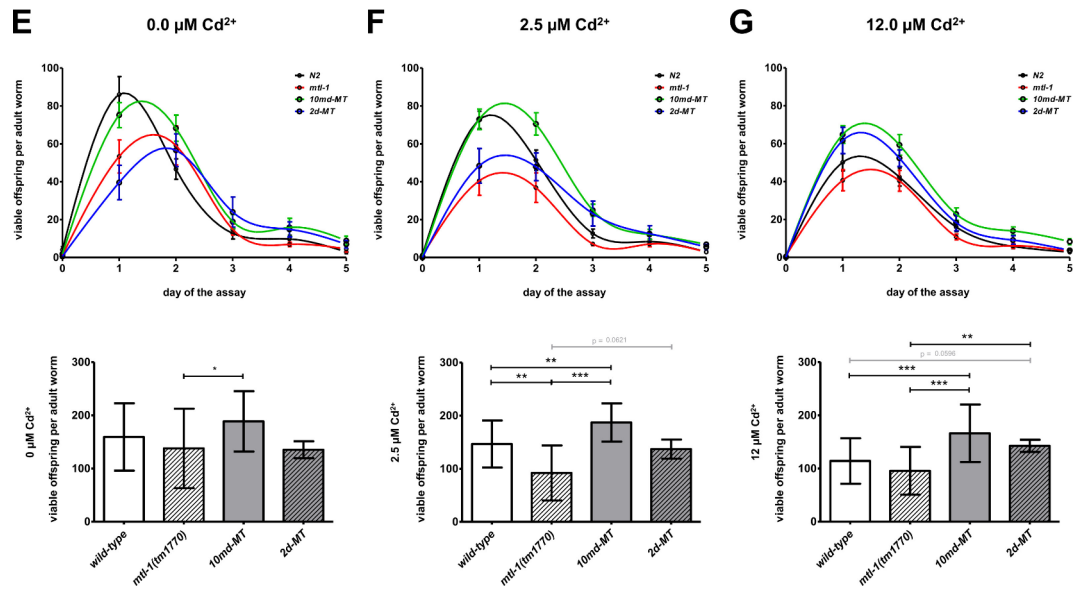 E 0.0 µM Cd²⁺
F 2.5 µM Cd²⁺
G 12.0 µM Cd²⁺
viable offspring per adult worm
100
80
60
40
20
0
0 1 2 3 4 5
day of the assay
N2
mtl-1
10md-MT
2d-MT
viable offspring per adult worm
100
80
60
40
20
0
0 1 2 3 4 5
day of the assay
N2
mtl-1
10md-MT
2d-MT
viable offspring per adult worm
100
80
60
40
20
0
0 1 2 3 4 5
day of the assay
N2
mtl-1
10md-MT
2d-MT
0 µM Cd²⁺
viable offspring per adult worm
300
200
100
0
*
wild-type
mtl-1(tm1770)
10md-MT
2d-MT
2.5 µM Cd²⁺
viable offspring per adult worm
300
200
100
0
p = 0.0621
**
** ***
wild-type
mtl-1(tm1770)
10md-MT
2d-MT
12 µM Cd²⁺
viable offspring per adult worm
300
200
100
0
**
p = 0.0596
***
***
wild-type
mtl-1(tm1770)
10md-MT
2d-MT